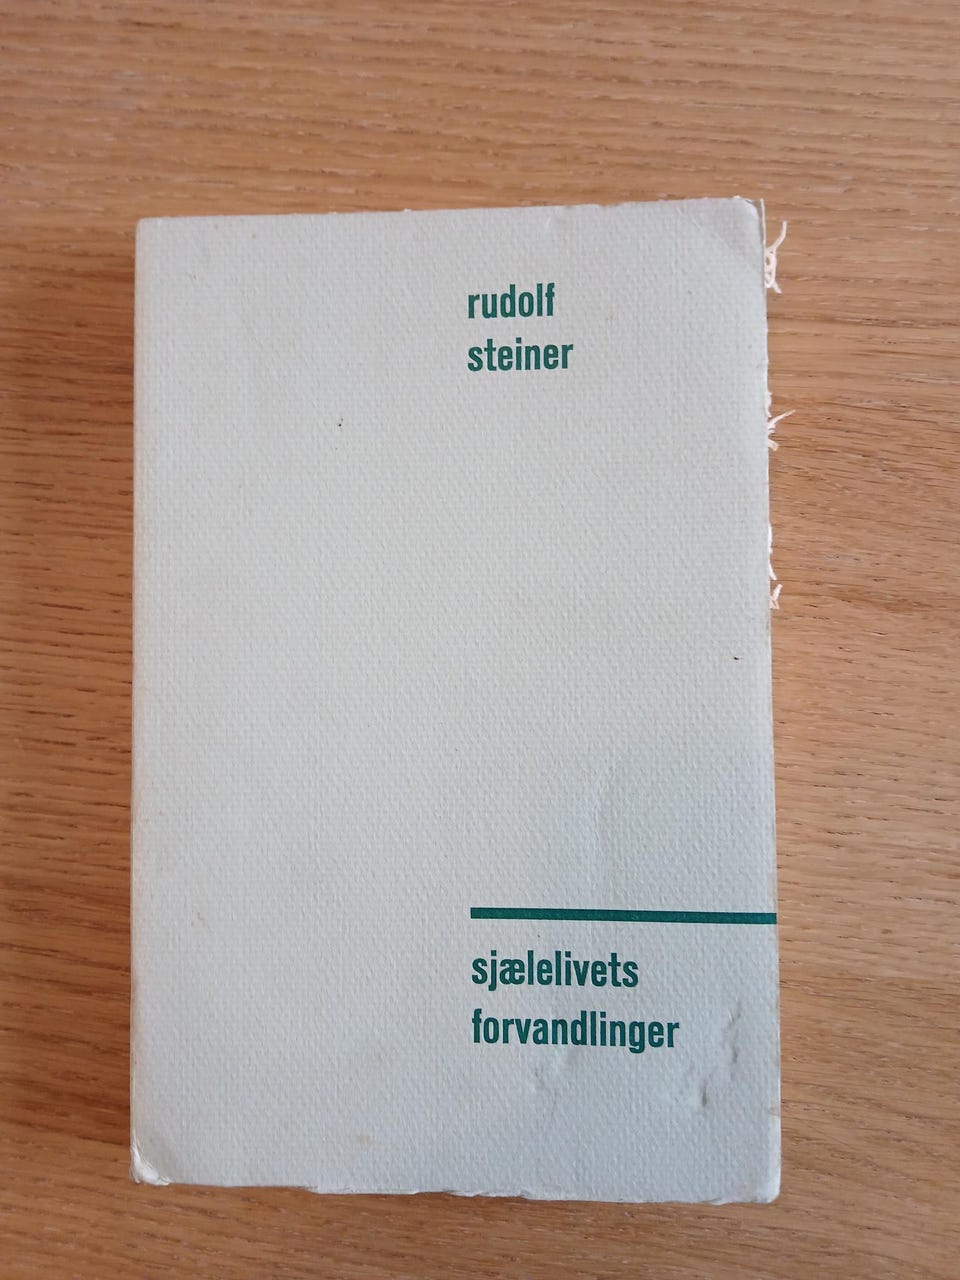 rudolf
steiner
sjælelivets
forvandlinger